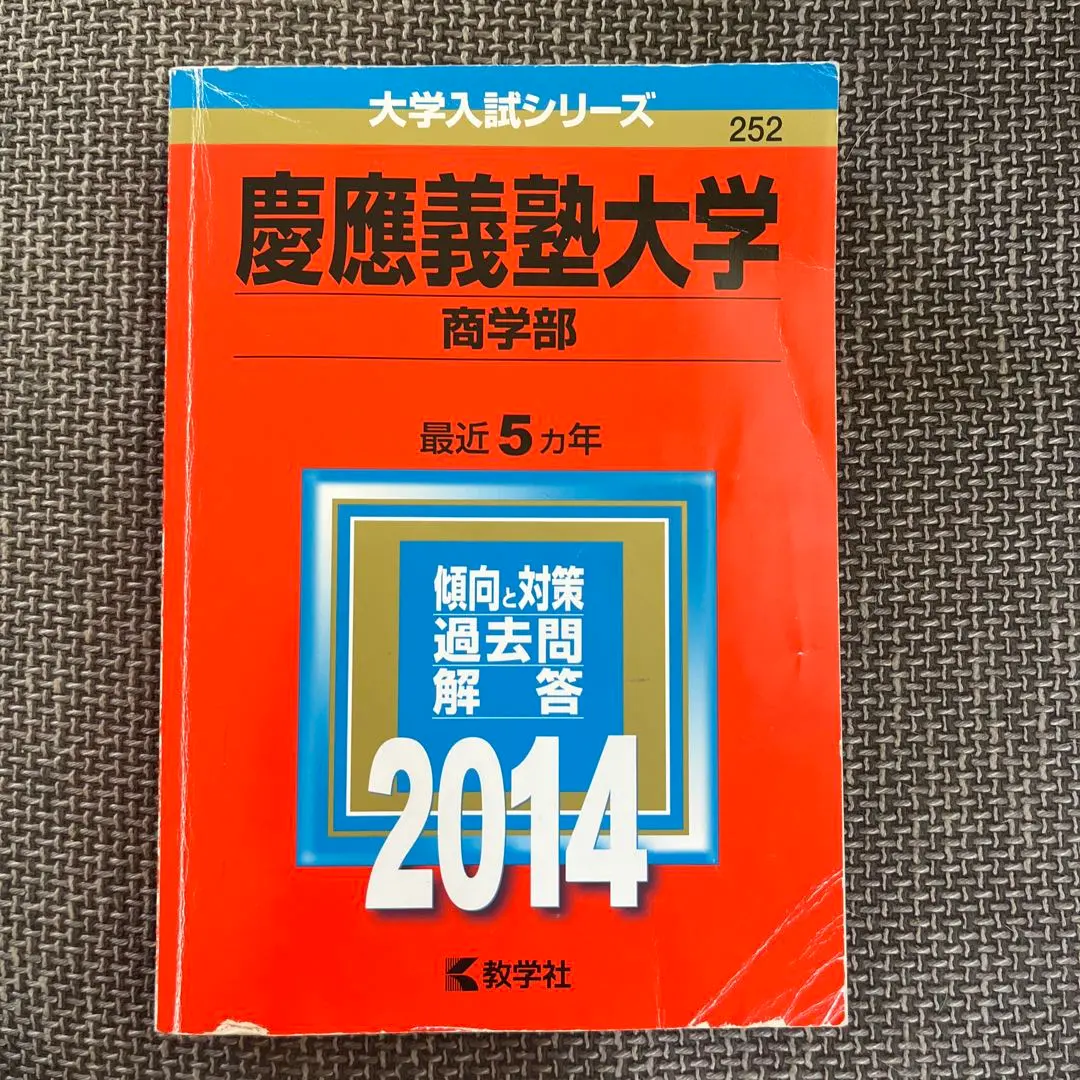 大学入試シリーズ
252
慶應義塾大学
商学部
最近5カ年
傾向と対策
過去問
解答
2014
教学社